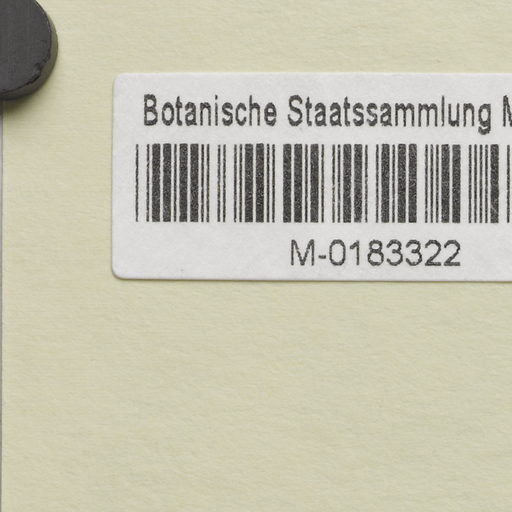 Botanische Staatssammlung M
M-0183322